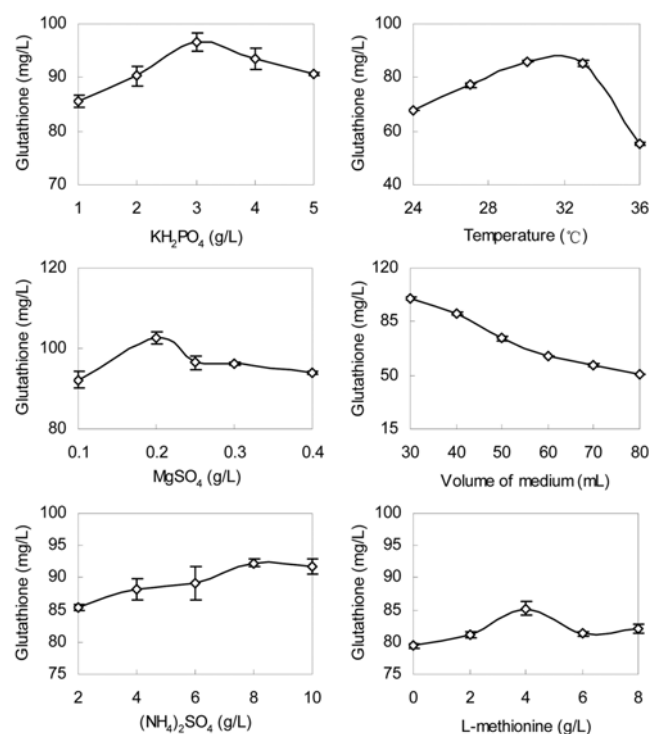 Glutathione (mg/L)
100
90
80
70
1 2 3 4 5
KH₂PO₄ (g/L)
Glutathione (mg/L)
100
80
60
40
24 28 32 36
Temperature (℃)
Glutathione (mg/L)
120
100
80
0.1 0.2 0.3 0.4
MgSO₄ (g/L)
Glutathione (mg/L)
120
85
50
15
30 40 50 60 70 80
Volume of medium (mL)
Glutathione (mg/L)
100
95
90
85
80
75
2 4 6 8 10
(NH₄)₂SO₄ (g/L)
Glutathione (mg/L)
100
95
90
85
80
75
0 2 4 6 8
L-methionine (g/L)